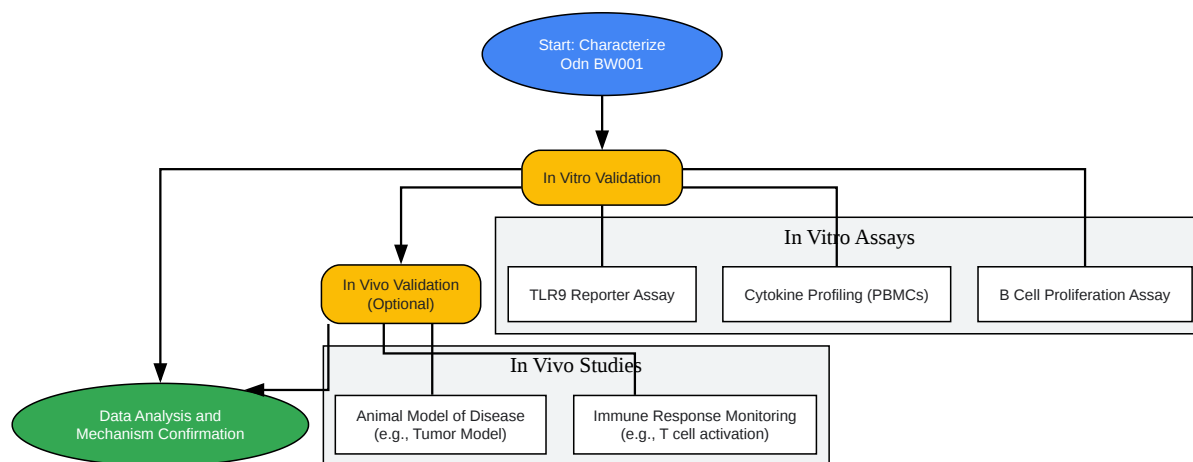 Start: Characterize
Odn BW001
In Vitro Validation
In Vitro Assays
TLR9 Reporter Assay
Cytokine Profiling (PBMCs)
B Cell Proliferation Assay
In Vivo Validation
(Optional)
In Vivo Studies
Animal Model of Disease
(e.g., Tumor Model)
Immune Response Monitoring
(e.g., T cell activation)
Data Analysis and
Mechanism Confirmation